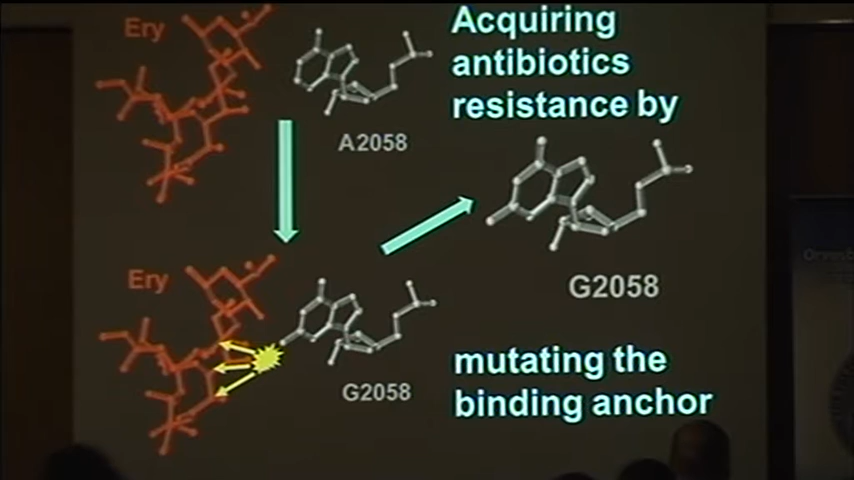 Ery
A2058
Acquiring
antibiotics
resistance by
Ery
G2058
G2058
mutating the
binding anchor